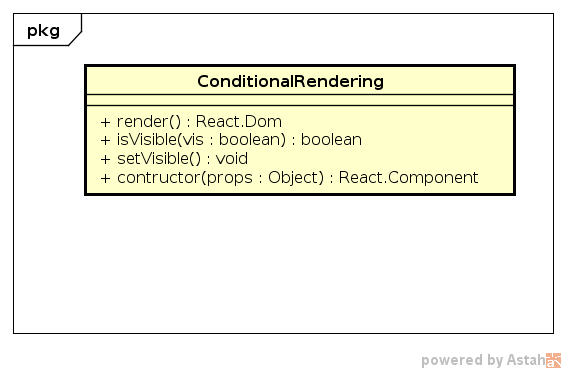 pkg
ConditionalRendering
+ render() : React.Dom
+ isVisible(vis : boolean) : boolean
+ setVisible() : void
+ contructor(props : Object) : React.Component
powered by Astah